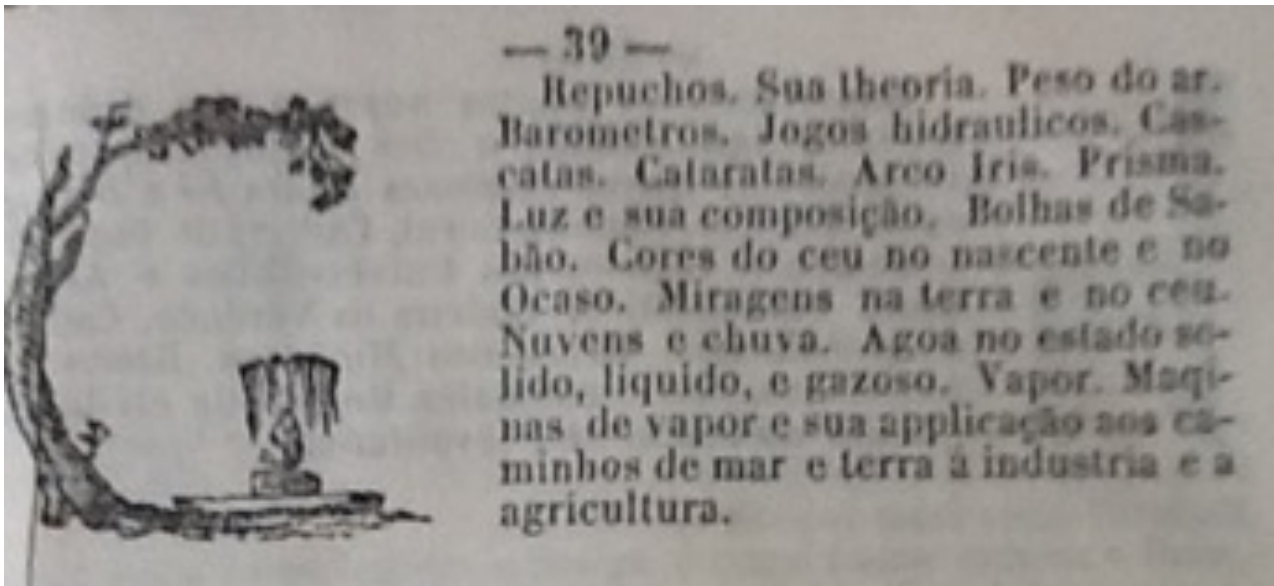 — 39 —
Repuchos. Sua theoria. Peso do ar.
Barometros. Jogos hidraulicos. Cas-
catas. Cataratas. Arco Iris. Prisma.
Luz e sua composição. Bolhas de Sa-
bão. Cores do ceu no nascente e no
Ocaso. Miragens na terra e no ceu.
Nuvens e chuva. Agoa no estado so-
lido, liquido, e gazoso. Vapor. Maqi-
nas de vapor e sua applicação aos ca-
minhos de mar e terra á industria e a
agricultura.